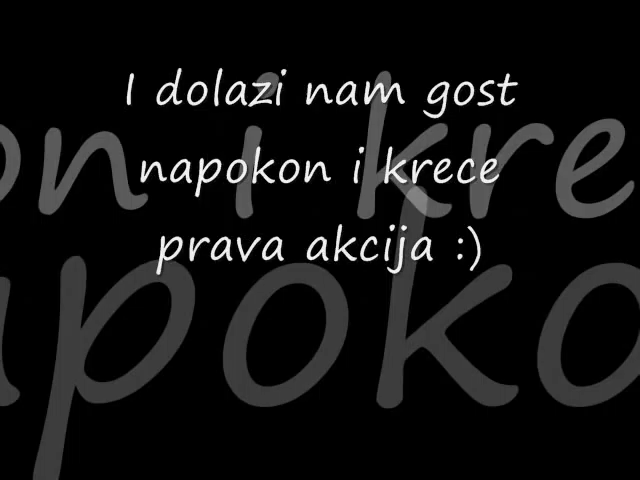 I dolazi nam gost
napokon i krece
prava akcija :)